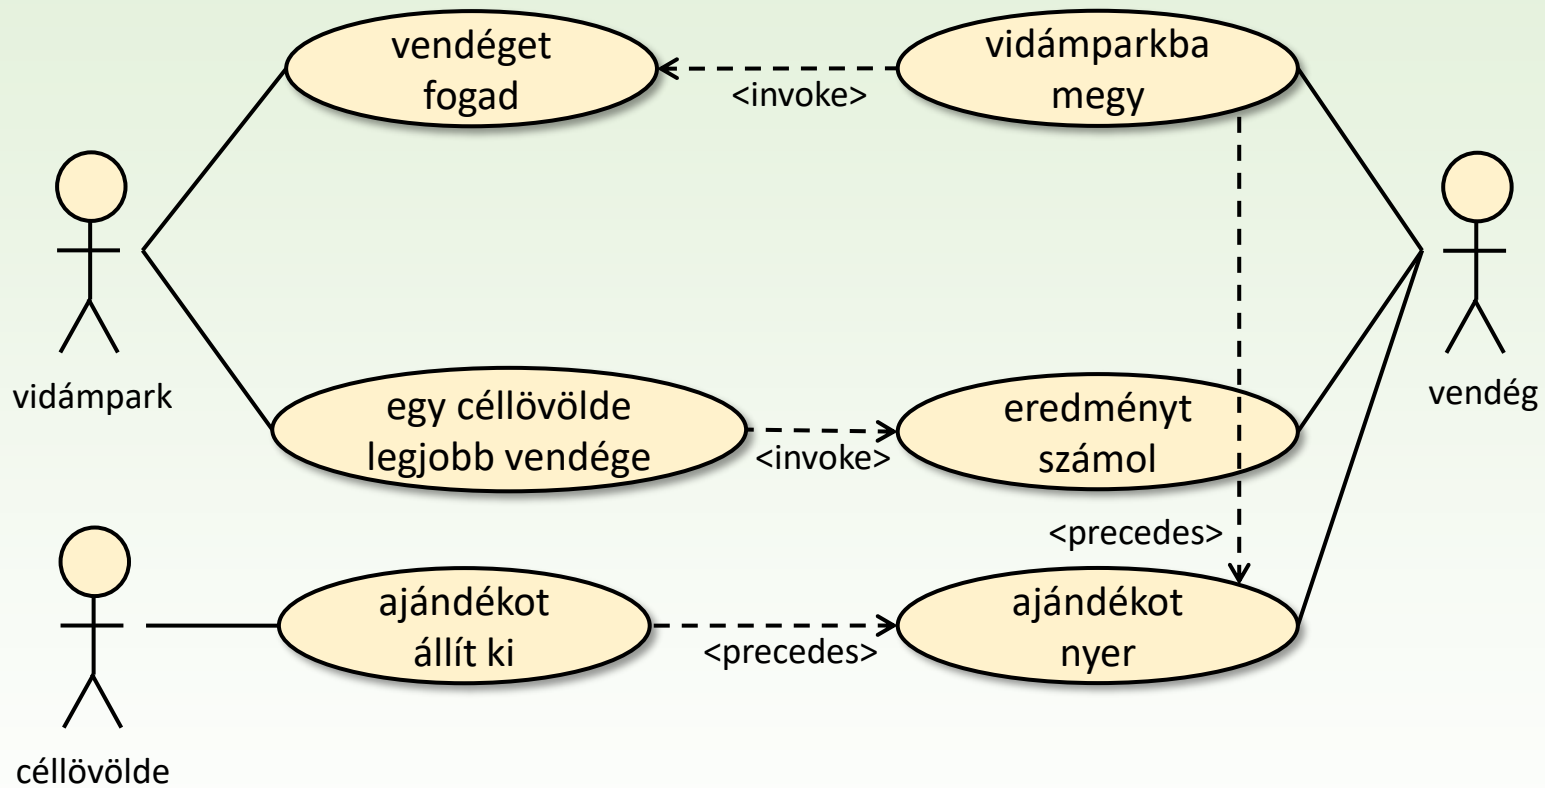 vendéget
fogad
<invoke>
vidámparkba
megy
vidámpark
vendég
egy céllövölde
legjobb vendége
<invoke>
eredményt
számol
<precedes>
ajándékot
állít ki
<precedes>
ajándékot
nyer
céllövölde